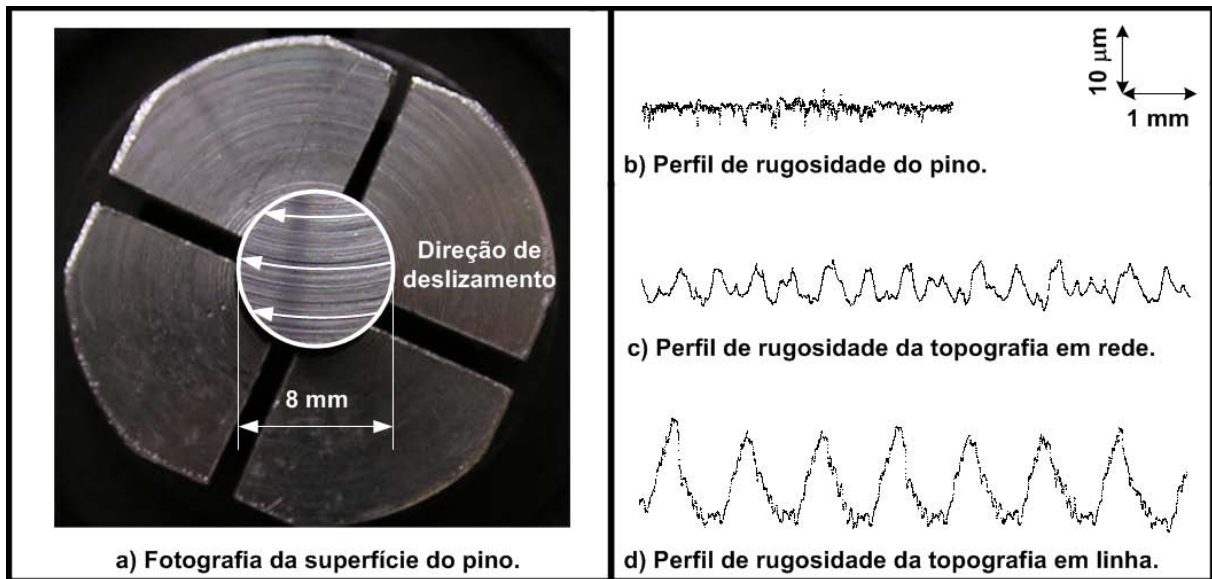 Direção de
deslizamento
8 mm
a) Fotografia da superfície do pino.
10 μm
1 mm
b) Perfil de rugosidade do pino.
c) Perfil de rugosidade da topografia em rede.
d) Perfil de rugosidade da topografia em linha.